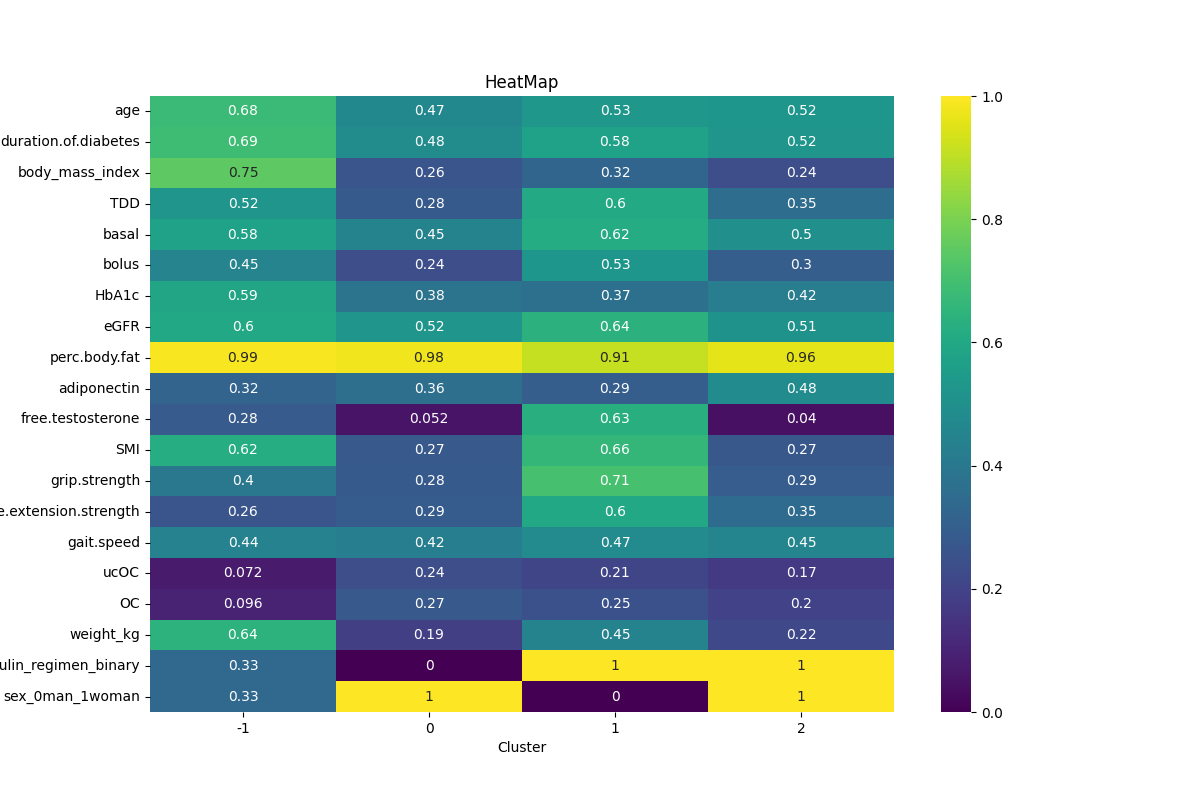 HeatMap
age 0.68 0.47 0.53 0.52 1.0
duration.of.diabetes 0.69 0.48 0.58 0.52
body_mass_index 0.75 0.26 0.32 0.24
TDD 0.52 0.28 0.6 0.35 0.8
basal 0.58 0.45 0.62 0.5
bolus 0.45 0.24 0.53 0.3
HbA1c 0.59 0.38 0.37 0.42
eGFR 0.6 0.52 0.64 0.51 0.6
perc.body.fat 0.99 0.98 0.91 0.96
adiponectin 0.32 0.36 0.29 0.48
free.testosterone 0.28 0.052 0.63 0.04
SMI 0.62 0.27 0.66 0.27 0.4
grip.strength 0.4 0.28 0.71 0.29
e.extension.strength 0.26 0.29 0.6 0.35
gait.speed 0.44 0.42 0.47 0.45
ucOC 0.072 0.24 0.21 0.17 0.2
OC 0.096 0.27 0.25 0.2
weight_kg 0.64 0.19 0.45 0.22
ulin_regimen_binary 0.33 0 1 1
sex_0man_1woman 0.33 1 0 1 0.0
-1 0 1 2
Cluster